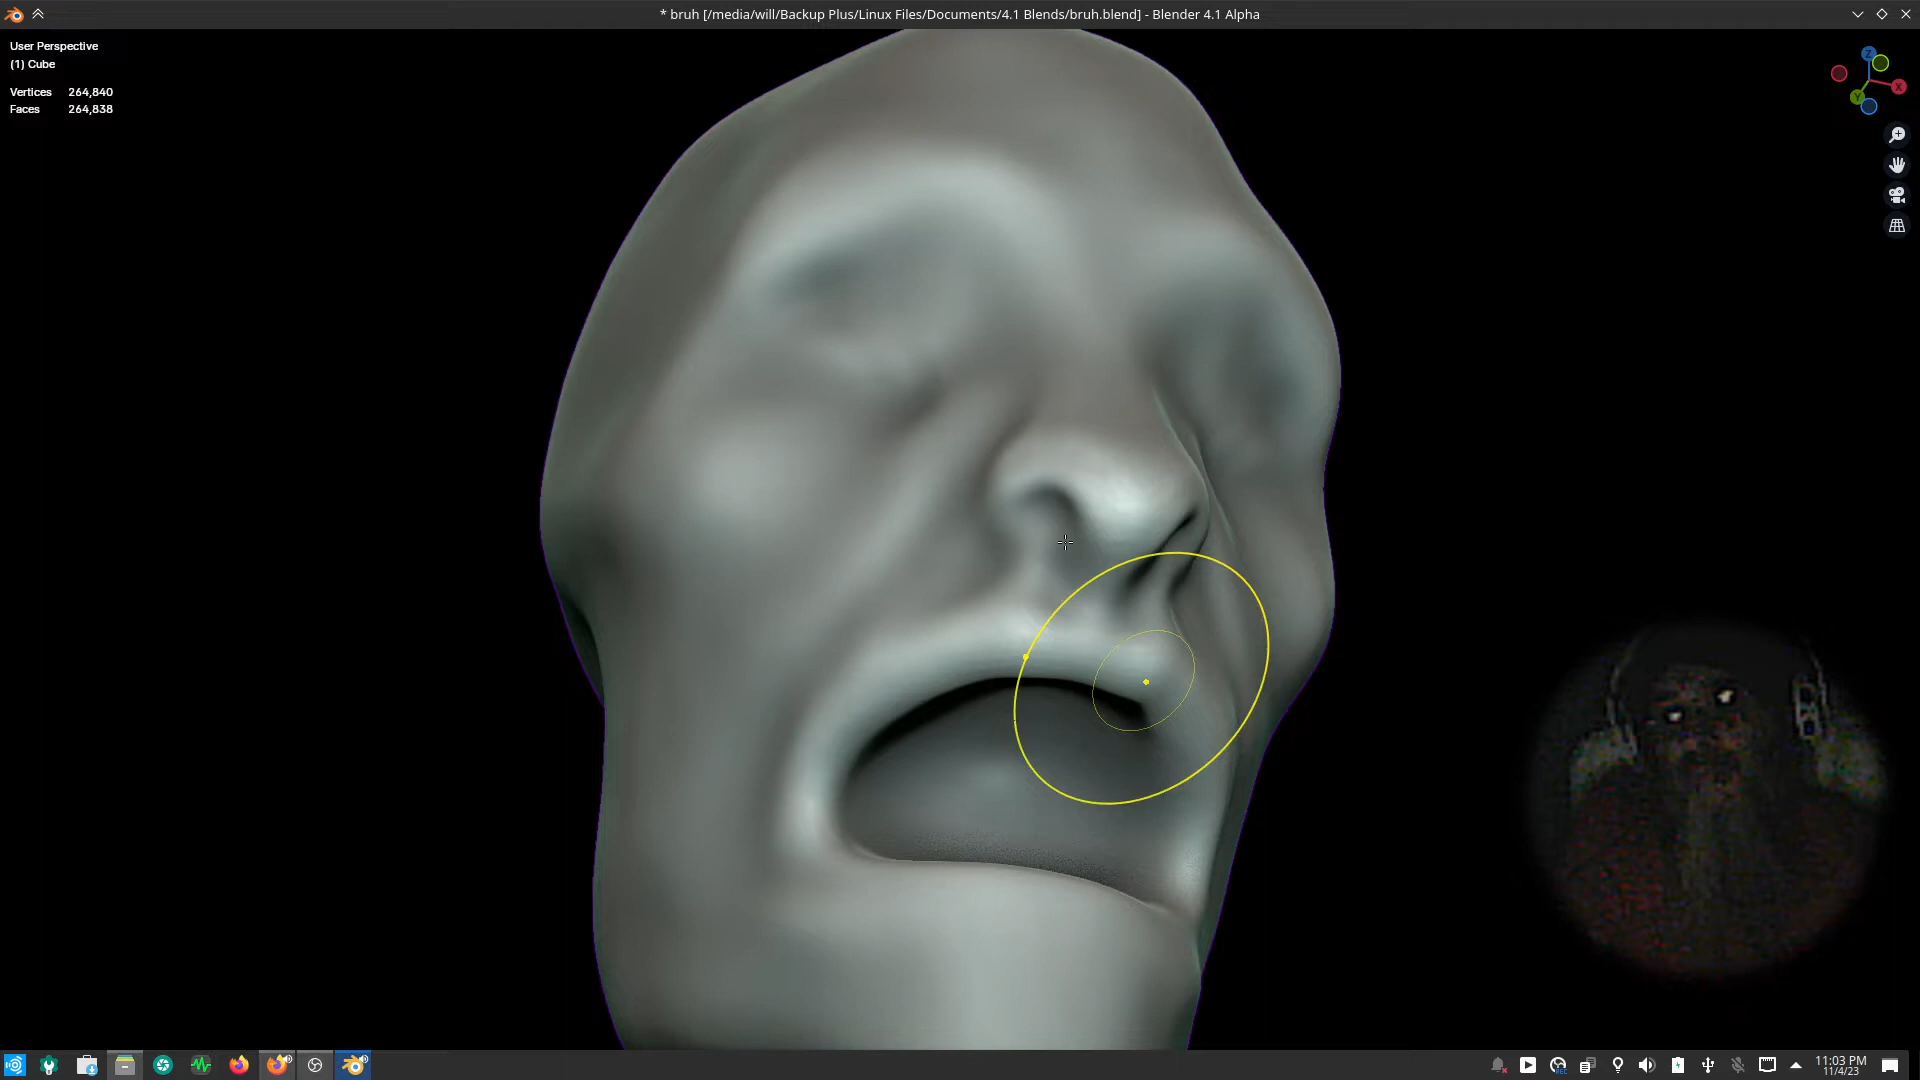 * bruh [/media/will/Backup Plus/Linux Files/Documents/4.1 Blends/bruh.blend] - Blender 4.1 Alpha
User Perspective
(1) Cube
Vertices 264,840
Faces 264,838
Z
X
Y
REC
11:03 PM
11/4/23